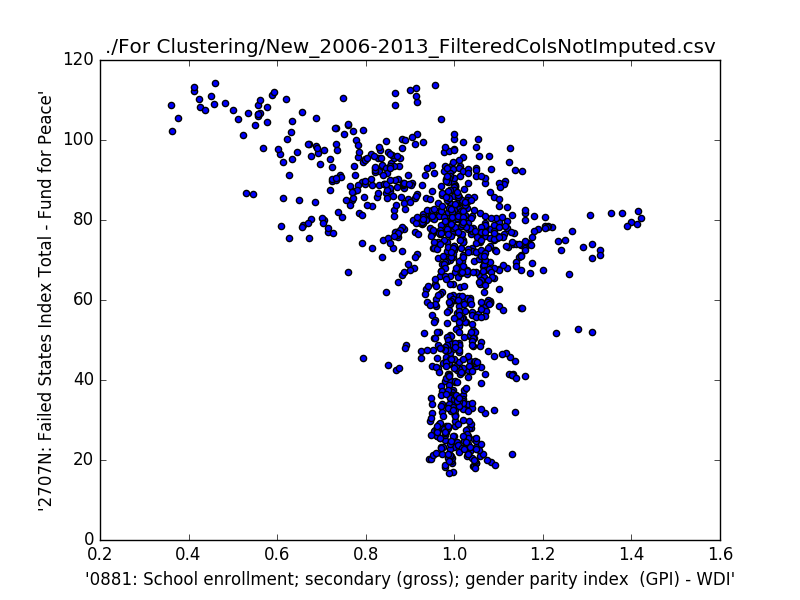 ./For Clustering/New_2006-2013_FilteredColsNotImputed.csv
120
100
80
60
40
20
0
'2707N: Failed States Index Total - Fund for Peace'
0.2 0.4 0.6 0.8 1.0 1.2 1.4 1.6
'0881: School enrollment; secondary (gross); gender parity index (GPI) - WDI'